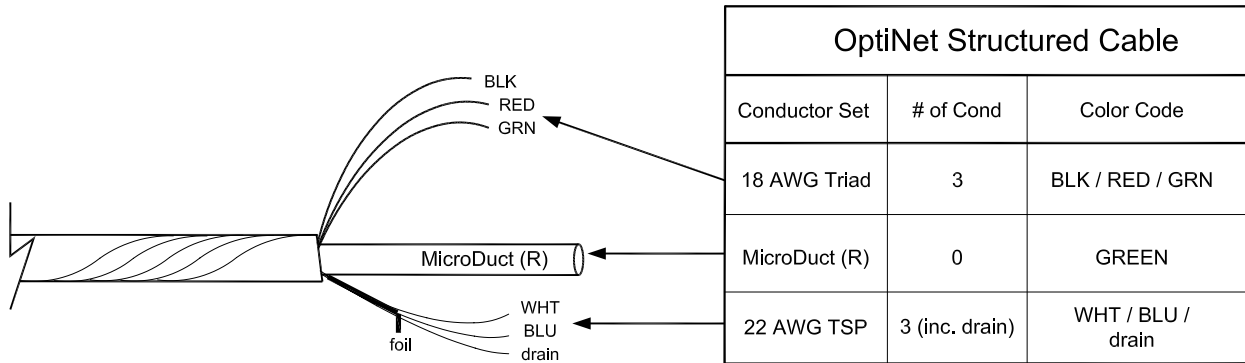 BLK
RED
GRN
MicroDuct (R)
WHT
BLU
drain
foil
OptiNet Structured Cable
Conductor Set # of Cond Color Code
18 AWG Triad 3 BLK / RED / GRN
MicroDuct (R) 0 GREEN
22 AWG TSP 3 (inc. drain) WHT / BLU /
drain